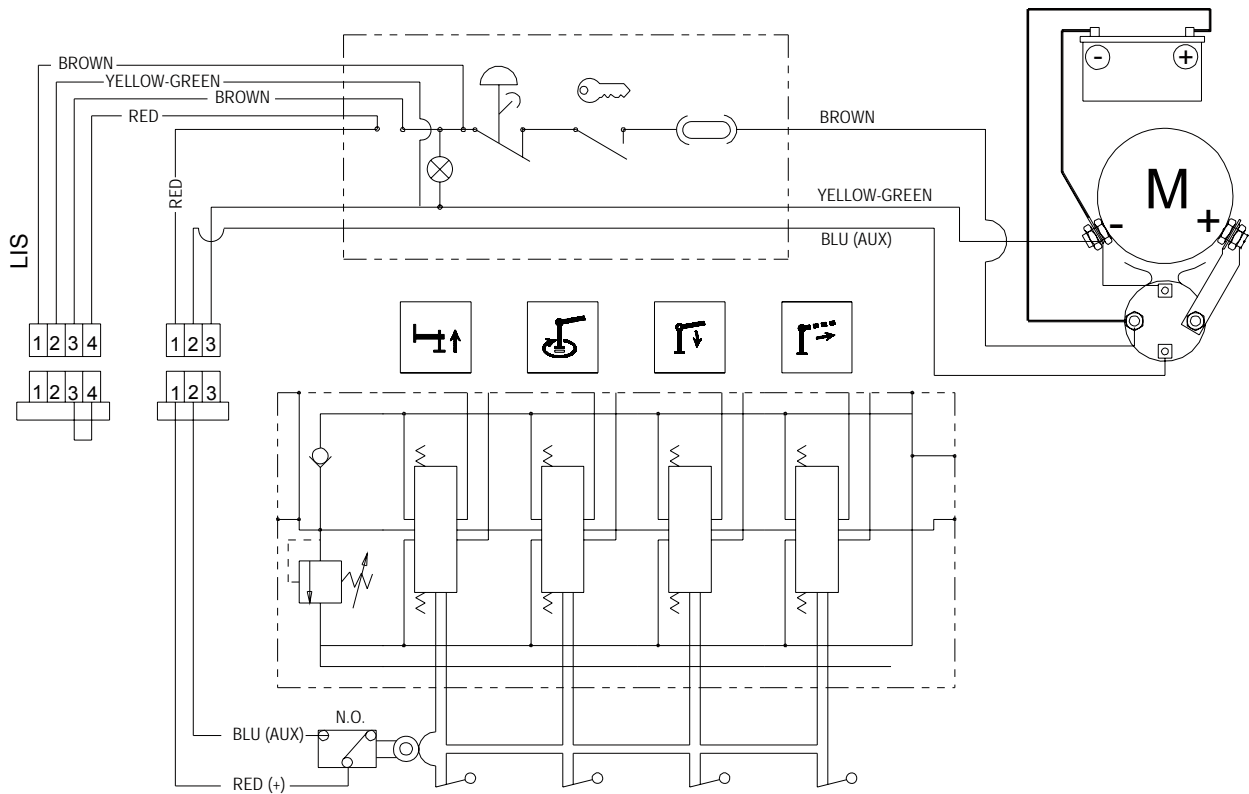 BROWN
YELLOW-GREEN
BROWN
RED
RED
LIS
BROWN
YELLOW-GREEN
BLU (AUX)
- +
M
- +
1 2 3 4
1 2 3
1 2 3 4
1 2 3
N.O.
BLU (AUX)
RED (+)